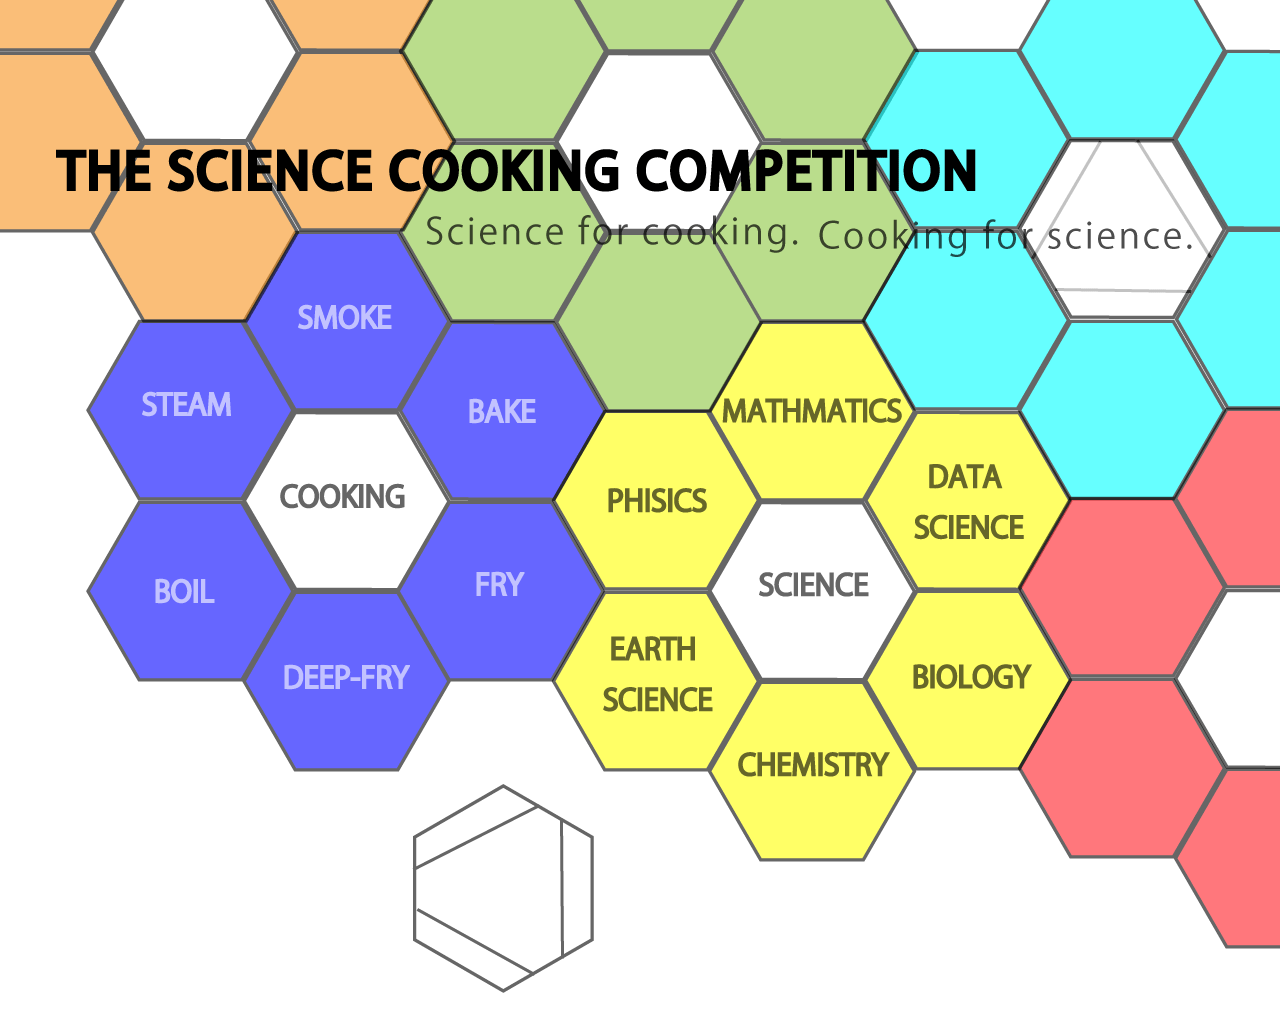 THE SCIENCE COOKING COMPETITION
Science for cooking. Cooking for science.
SMOKE
STEAM
BAKE
COOKING
BOIL
FRY
DEEP-FRY
MATHMATICS
PHISICS
DATA
SCIENCE
SCIENCE
EARTH
SCIENCE
BIOLOGY
CHEMISTRY